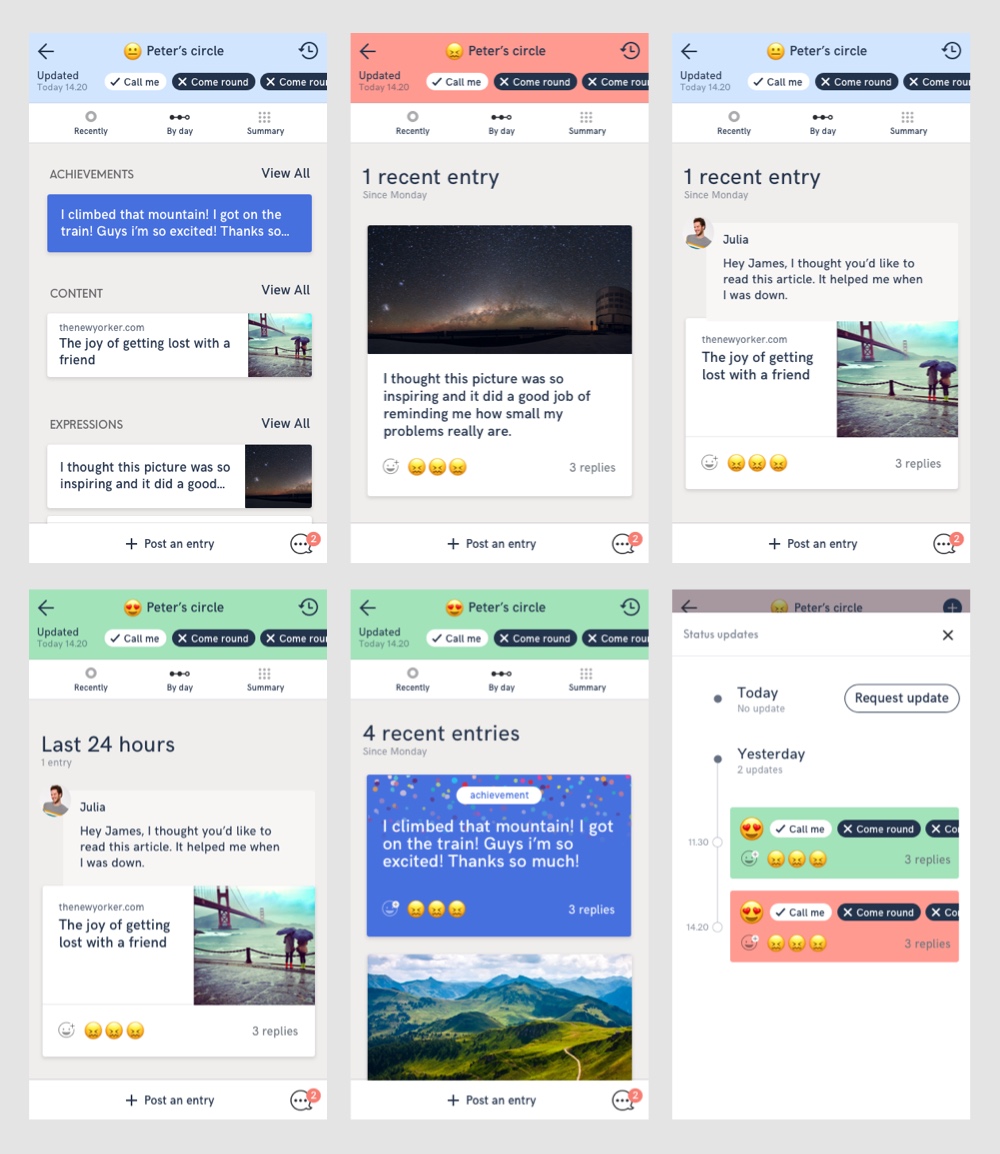 Peter's circle
Updated
Today 14.20
Call me
Come round
Come roun
Recently
By day
Summary
ACHIEVEMENTS
View All
I climbed that mountain! I got on the
train! Guys i'm so excited! Thanks so...
CONTENT
View All
thenewyorker.com
The joy of getting lost with a
friend
EXPRESSIONS
View All
I thought this picture was so
inspiring and it did a good...
+ Post an entry
2
Peter's circle
Updated
Today 14.20
Call me
Come round
Come roun
Recently
By day
Summary
1 recent entry
Since Monday
I thought this picture was so
inspiring and it did a good job of
reminding me how small my
problems really are.
3 replies
+ Post an entry
2
Peter's circle
Updated
Today 14.20
Call me
Come round
Come roun
Recently
By day
Summary
1 recent entry
Since Monday
Julia
Hey James, I thought you'd like to
read this article. It helped me when
I was down.
thenewyorker.com
The joy of getting
lost with a friend
3 replies
+ Post an entry
2
Peter's circle
Updated
Today 14.20
Call me
Come round
Come roun
Recently
By day
Summary
Last 24 hours
1 entry
Julia
Hey James, I thought you'd like to
read this article. It helped me when
I was down.
thenewyorker.com
The joy of getting
lost with a friend
3 replies
+ Post an entry
2
Peter's circle
Updated
Today 14.20
Call me
Come round
Come roun
Recently
By day
Summary
4 recent entries
Since Monday
achievement
I climbed that mountain! I got
on the train! Guys i'm so
excited! Thanks so much!
3 replies
+ Post an entry
2
Peter's circle
Status updates
Today
No update
Request update
Yesterday
2 updates
11.30
Call me
Come round
Co
3 replies
14.20
Call me
Come round
Co
3 replies